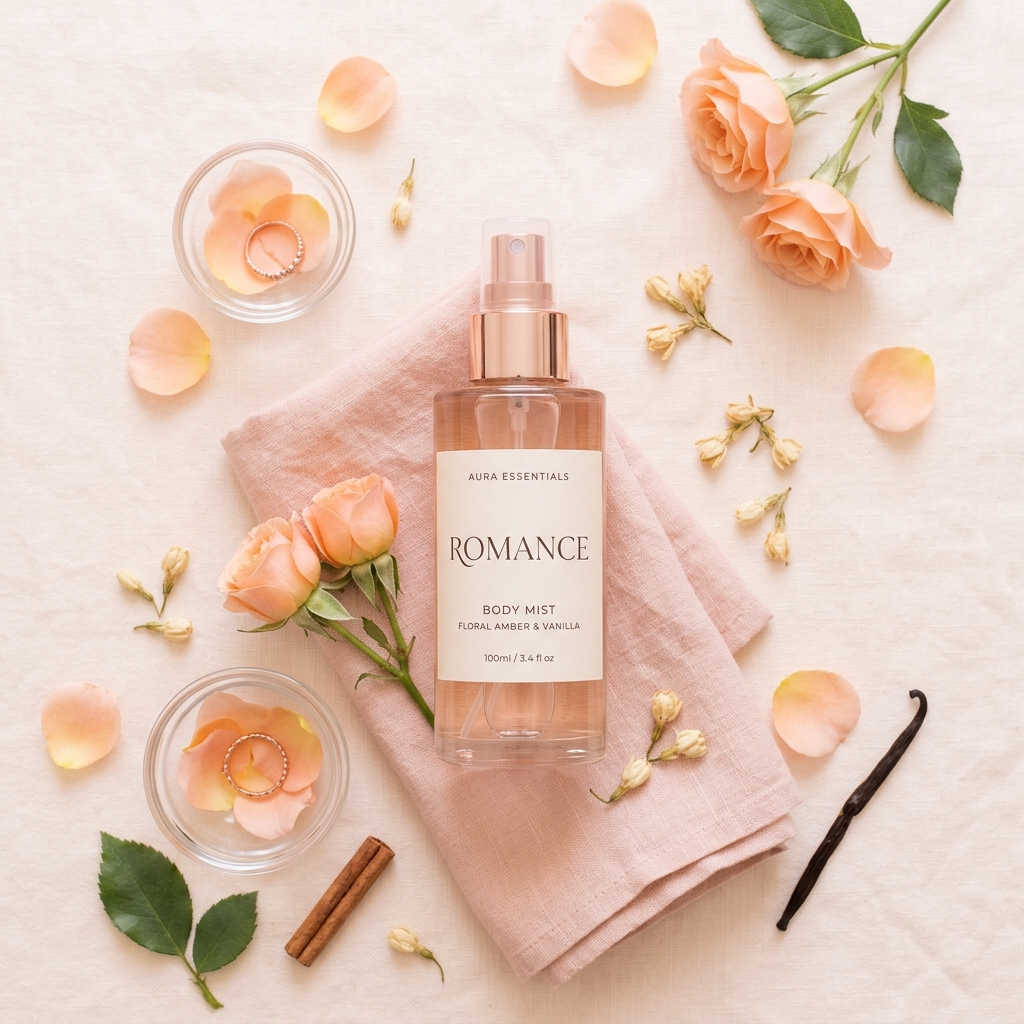 AURA ESSENTIALS
ROMANCE
BODY MIST
FLORAL AMBER & VANILLA
100ml / 3.4 fl oz